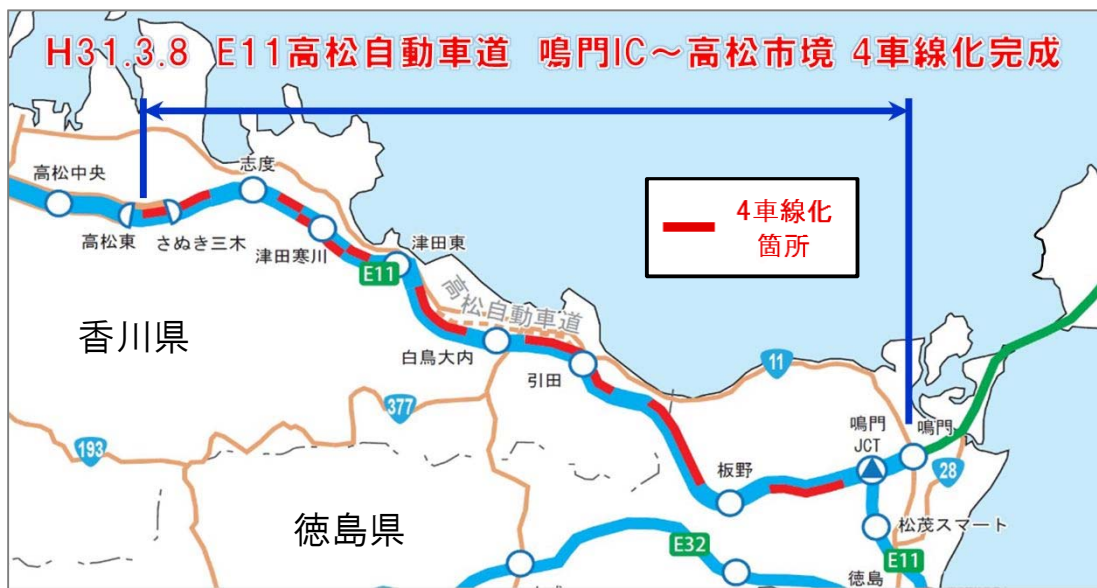 H31.3.8 E11高松自動車道 鳴門IC～高松市境 4車線化完成
高松中央
志度
高松東
さぬき三木
津田寒川
津田東
E11
高松自動車道
4車線化
箇所
香川県
白鳥大内
引田
11
377
193
鳴門
JCT
鳴門
28
板野
松茂スマート
徳島県
E32
徳島
E11